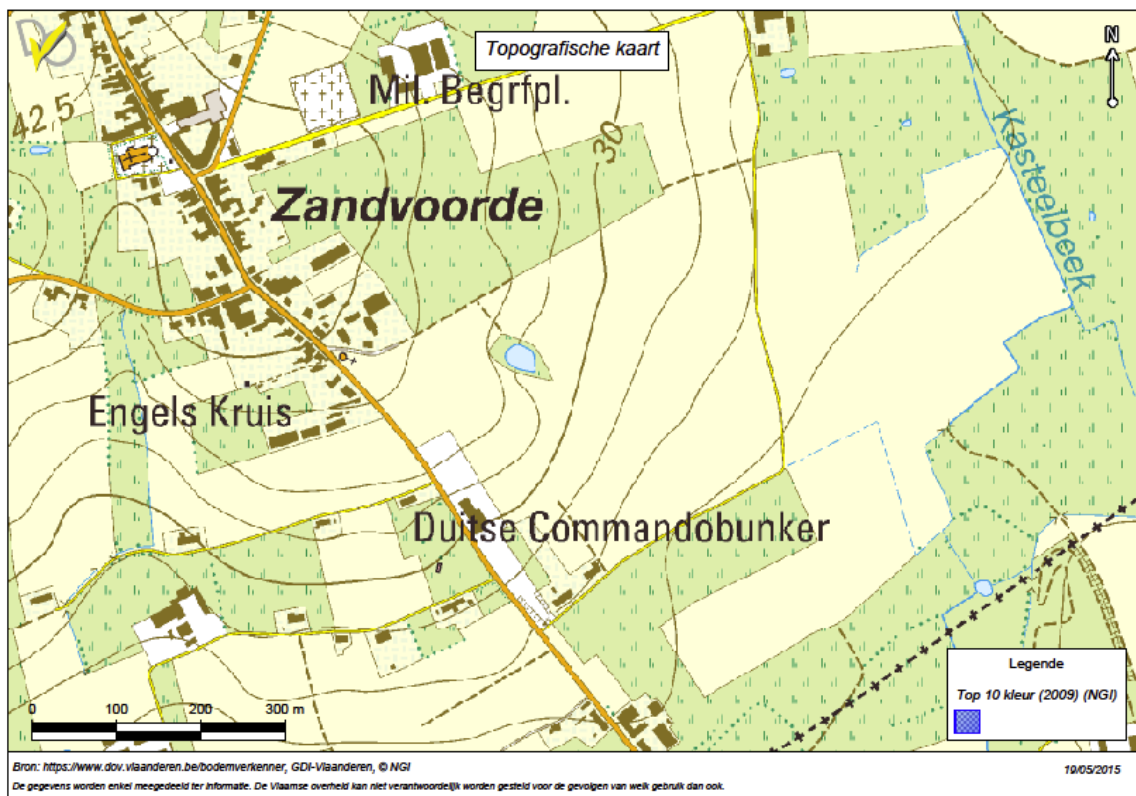 Topografische kaart
N
Mil. Begrfpl.
42,5
30
Kasteelbeek
Zandvoorde
Engels Kruis
Duitse Commandobunker
Legende
Top 10 kleur (2009) (NGI)
0 100 200 300 m
Bron: https://www.dov.vlaanderen.be/bodemverkenner, GDI-Vlaanderen, © NGI
19/05/2015
De gegevens worden enkel meegedeeld ter informatie. De Vlaamse overheid kan niet verantwoordelijk worden gesteld voor de gevolgen van welk gebruik dan ook.